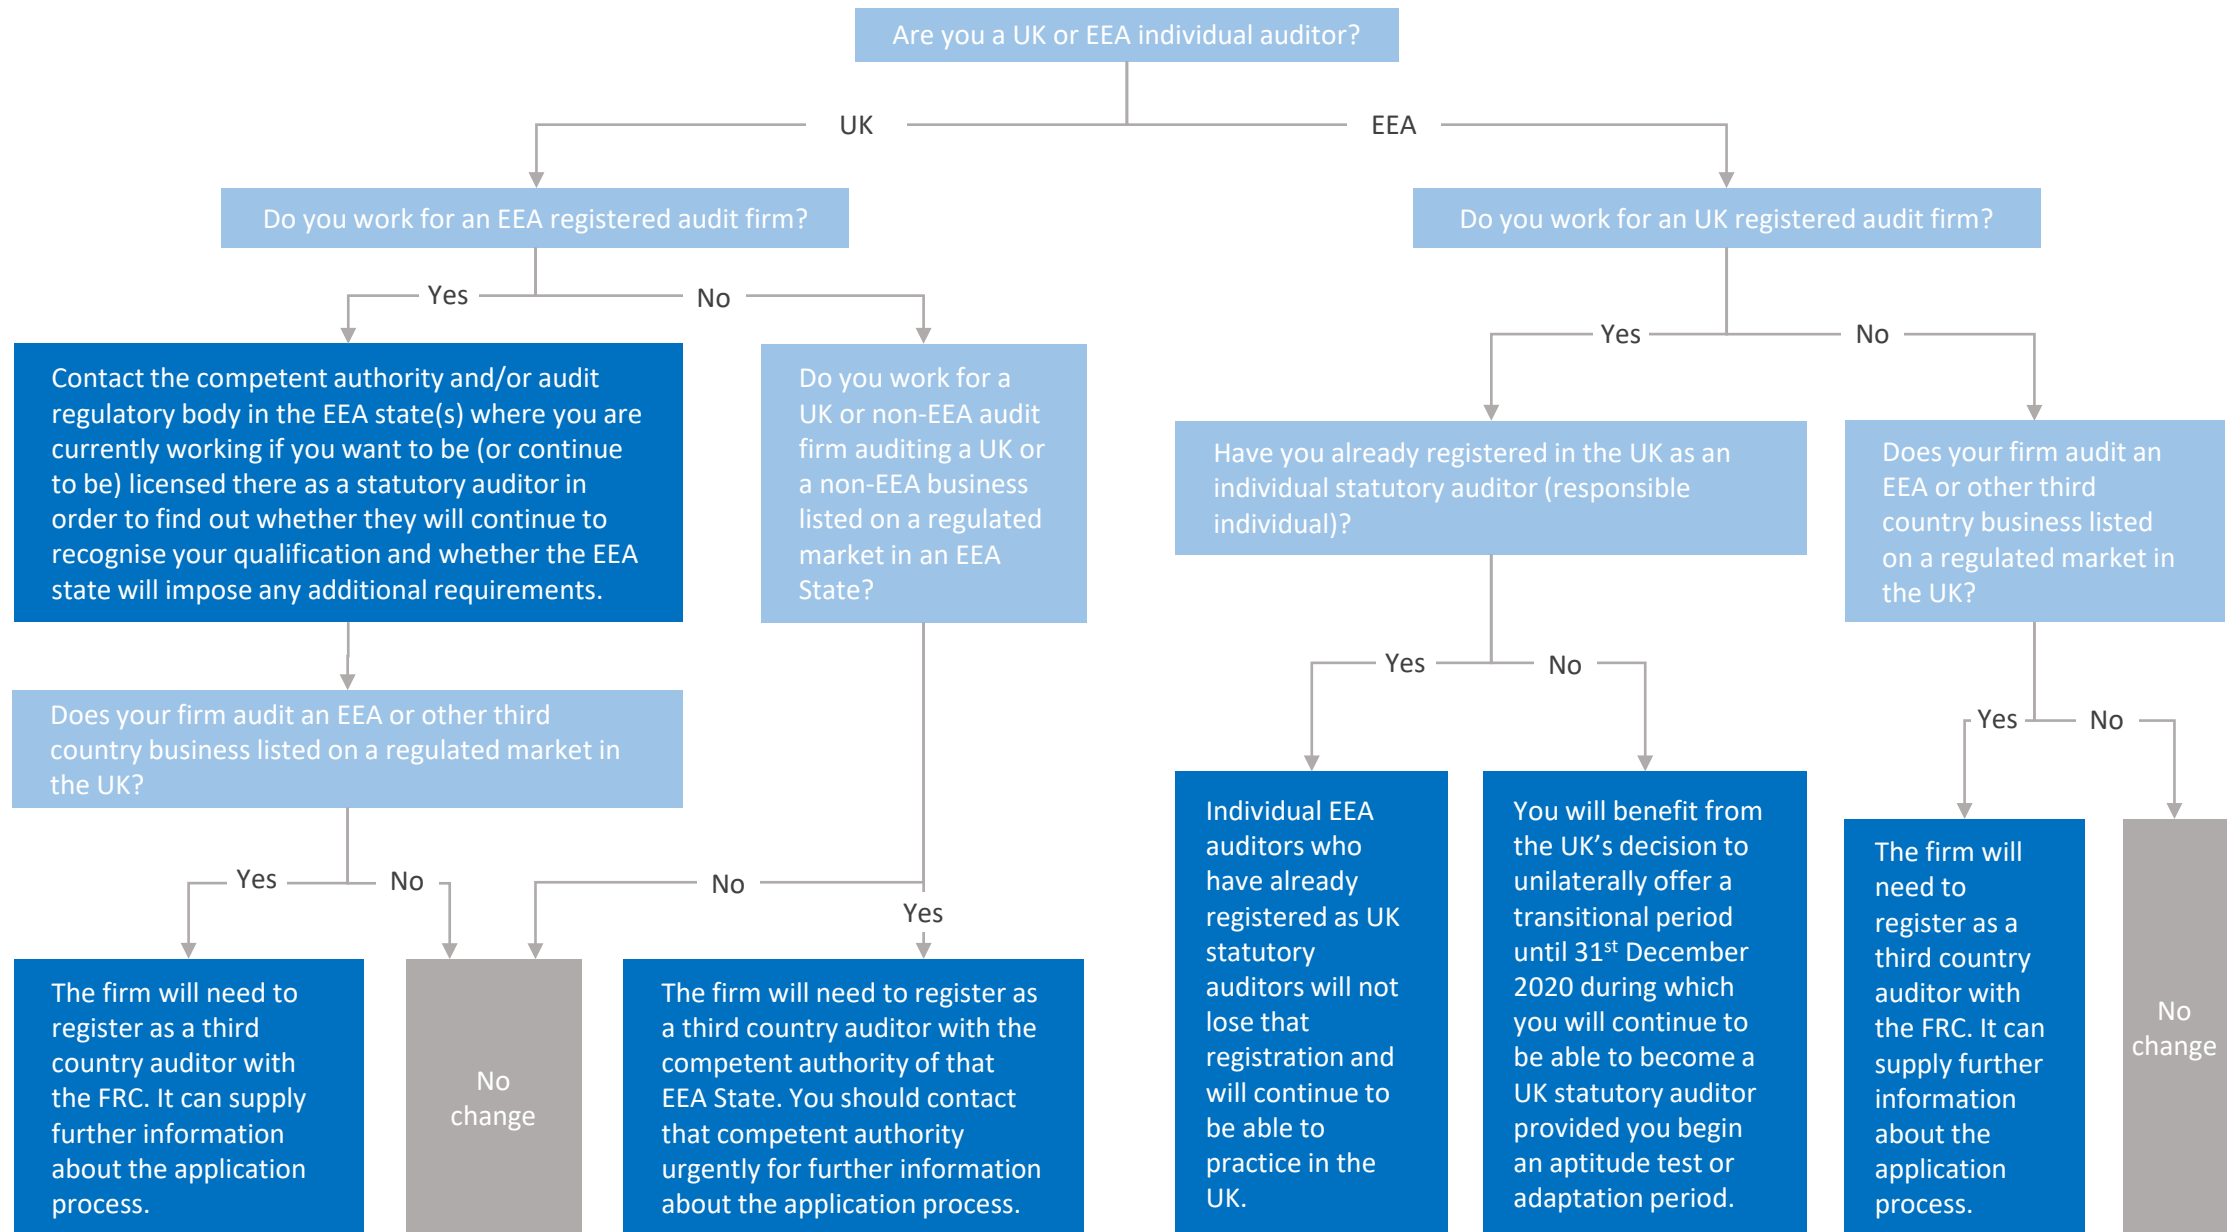 Are you a UK or EEA individual auditor?
UK
EEA
Do you work for an EEA registered audit firm?
Do you work for an UK registered audit firm?
Yes
No
Yes
No
Contact the competent authority and/or audit
regulatory body in the EEA state(s) where you are
currently working if you want to be (or continue
to be) licensed there as a statutory auditor in
order to find out whether they will continue to
recognise your qualification and whether the EEA
state will impose any additional requirements.
Do you work for a
UK or non-EEA audit
firm auditing a UK or
a non-EEA business
listed on a regulated
market in an EEA
State?
Have you already registered in the UK as an
individual statutory auditor (responsible
individual)?
Does your firm audit an
EEA or other third
country business listed
on a regulated market in
the UK?
Yes
No
Does your firm audit an EEA or other third
country business listed on a regulated market in
the UK?
Yes
No
Yes
No
No
Yes
The firm will need to
register as a third
country auditor with
the FRC. It can supply
further information
about the application
process.
No
change
The firm will need to register as
a third country auditor with the
competent authority of that
EEA State. You should contact
that competent authority
urgently for further information
about the application process.
Individual EEA
auditors who
have already
registered as UK
statutory
auditors will not
lose that
registration and
will continue to
be able to
practice in the
UK.
You will benefit from
the UK’s decision to
unilaterally offer a
transitional period
until 31st December
2020 during which
you will continue to
be able to become a
UK statutory auditor
provided you begin
an aptitude test or
adaptation period.
The firm will
need to
register as a
third country
auditor with
the FRC. It can
supply further
information
about the
application
process.
No
change